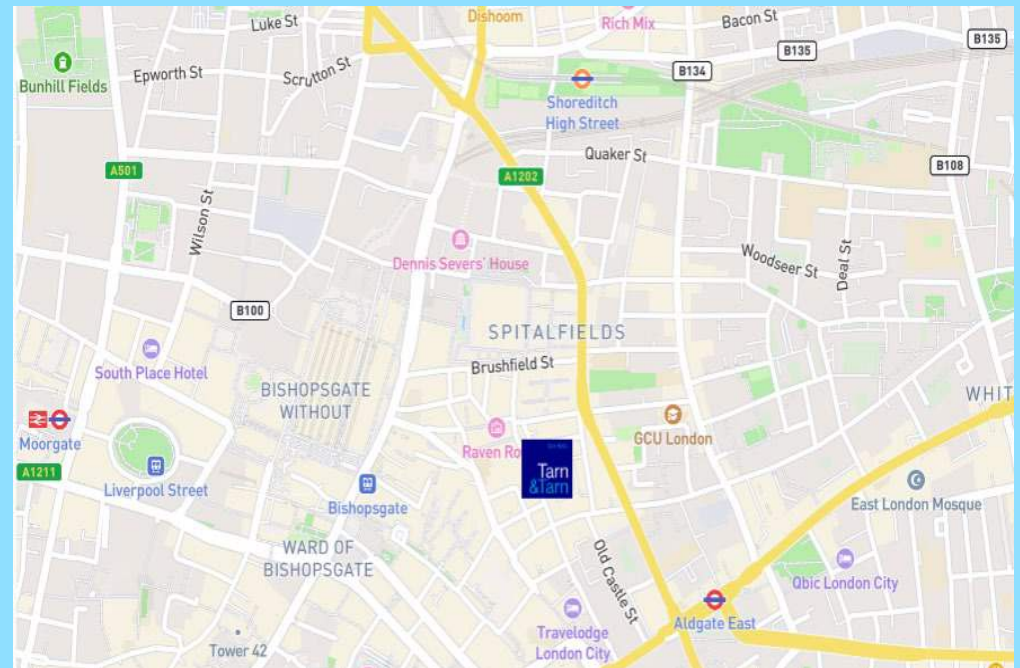 Luke St
Dishoom
Rich Mix
Bacon St
B135
B135
Bunhill Fields
Epworth St
Scrutton St
B134
Shoreditch
High Street
Quaker St
B108
A501
A1202
Wilson St
Dennis Severs' House
Woodseer St
Deal St
B100
SPITALFIELDS
Brushfield St
South Place Hotel
BISHOPSGATE
WITHOUT
WHIT
Moorgate
GCU London
Raven Ro
Tarn
&Tarn
A1211
Liverpool Street
Bishopsgate
East London Mosque
WARD OF
BISHOPSGATE
Old Castle St
Qbic London City
Aldgate East
Travelodge
London City
Tower 42